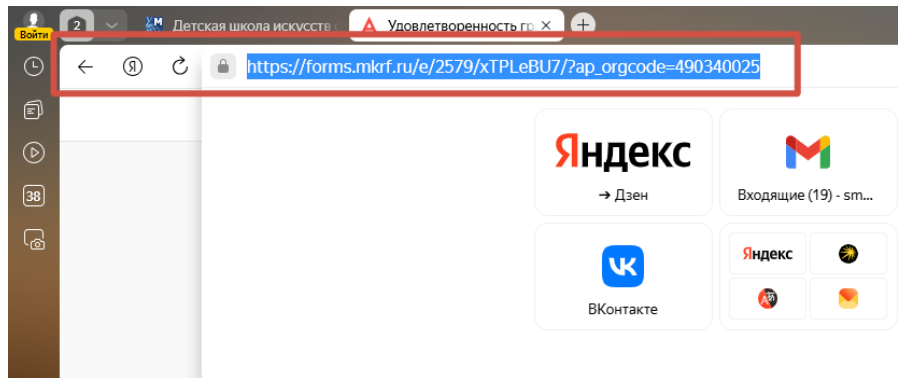 Войти
2
Детская школа искусств
Удовлетворенность гр
https://forms.mkrf.ru/e/2579/xTPLeBU7/?ap_orgcode=490340025
38
Яндекс
→ Дзен
Входящие (19) - sm...
ВКонтакте
Яндекс